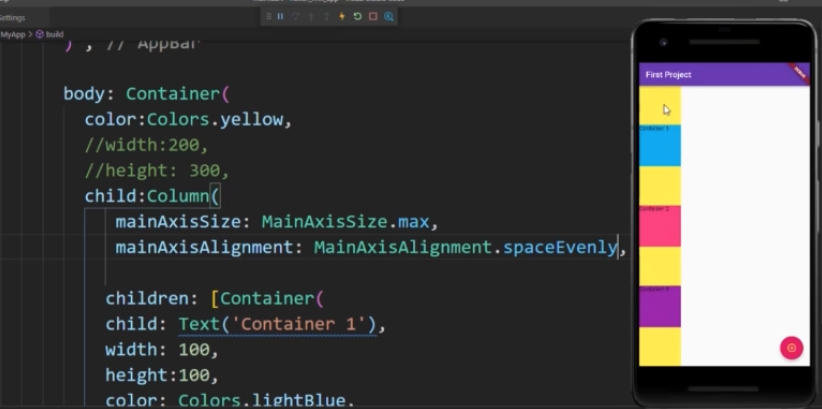 Settings
MyApp > build
) , // AppBar
body: Container(
color:Colors.yellow,
//width:200,
//height: 300,
child:Column(
mainAxisSize: MainAxisSize.max,
mainAxisAlignment: MainAxisAlignment.spaceEvenly,
children: [Container(
child: Text('Container 1'),
width: 100,
height:100,
color: Colors.lightBlue,
First Project
Container 1
Container 2